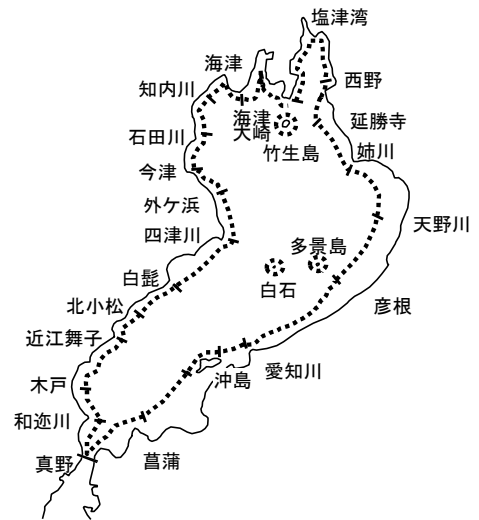 塩津湾
海津
西野
知内川
海津
大崎
延勝寺
石田川
竹生島
姉川
今津
外ケ浜
天野川
四津川
多景島
白髭
白石
北小松
彦根
近江舞子
愛知川
沖島
木戸
和迩川
真野
菖蒲